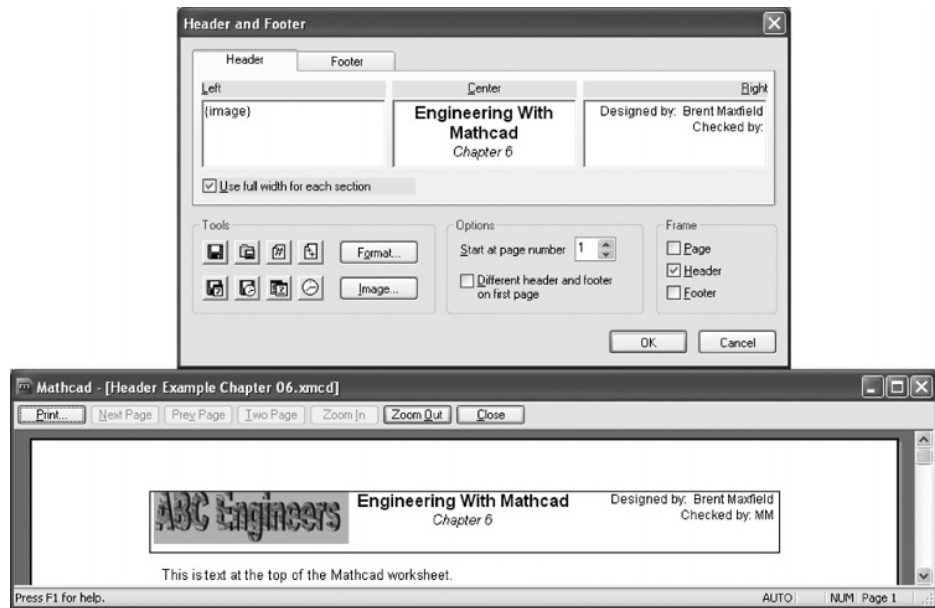 Header and Footer
Header Footer
Left Center Right
{image}
Engineering With
Mathcad
Chapter 6
Designed by: Brent Maxfield
Checked by:
Use full width for each section
Tools Options Frame
Format...
Start at page number 1
Page
Header
Image...
Different header and footer
on first page
Footer
OK Cancel
Mathcad - [Header Example Chapter 06.xmcd]
Print... Next Page Prev Page Two Page Zoom In Zoom Out Close
ABC Engineers
Engineering With Mathcad
Chapter 6
Designed by: Brent Maxfield
Checked by: MM
This is text at the top of the Mathcad worksheet.
Press F1 for help. AUTO NUM Page 1